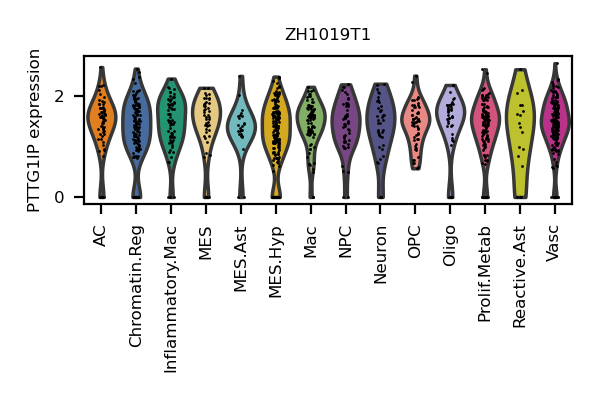 ZH1019T1
PTTG1IP expression
2
0
AC
Chromatin.Reg
Inflammatory.Mac
MES
MES.Ast
MES.Hyp
Mac
NPC
Neuron
OPC
Oligo
Prolif.Metab
Reactive.Ast
Vasc